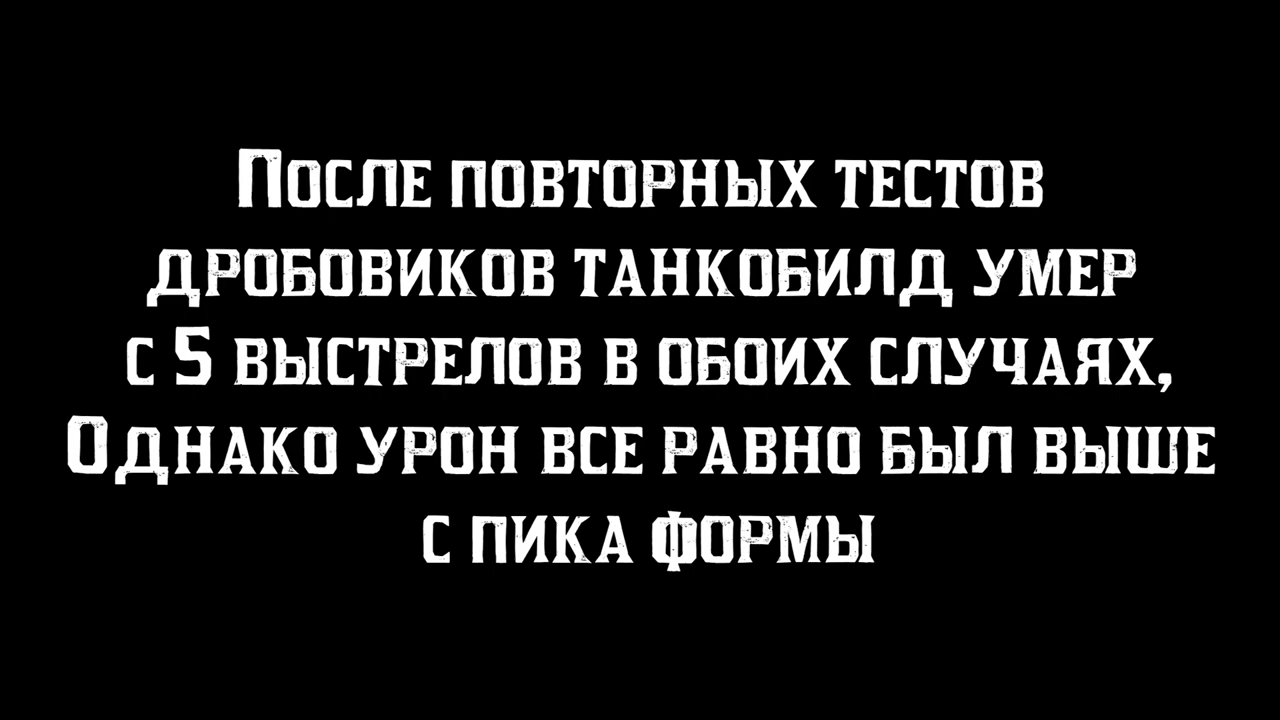 После повторных тестов
дробовиков танкобилд умер
с 5 выстрелов в обоих случаях,
Однако урон все равно был выше
с пика формы